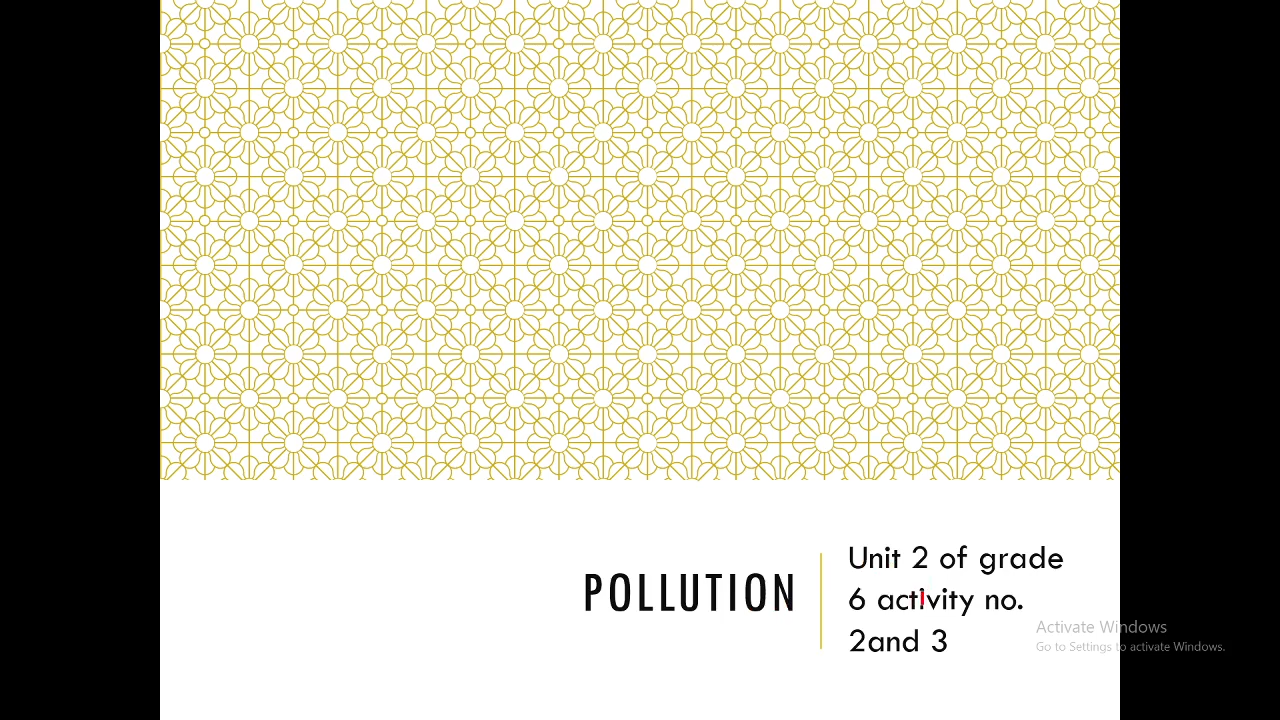 POLLUTION
Unit 2 of grade
6 activity no.
2and 3
Activate Windows
Go to Settings to activate Windows.